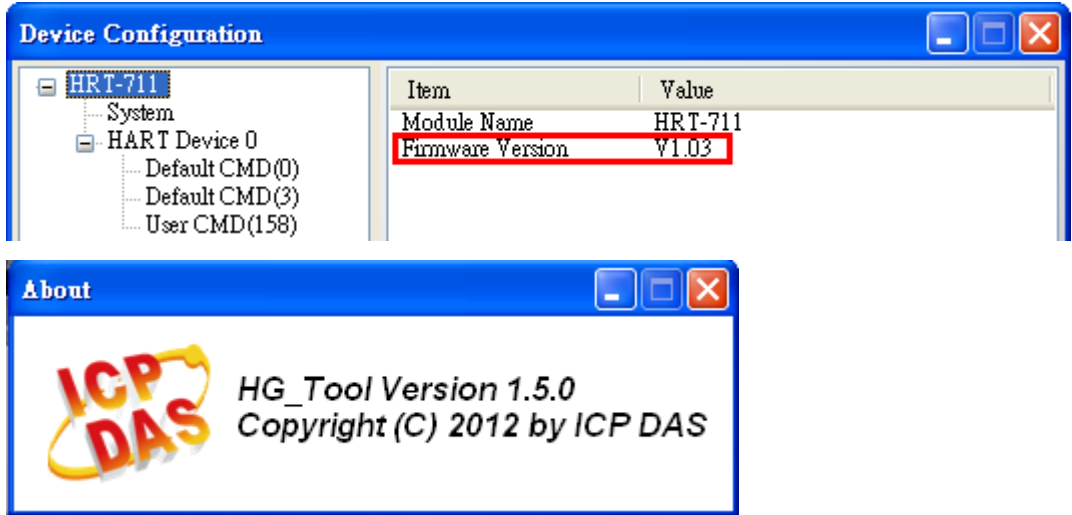 Device Configuration
HRT-711
System
HART Device 0
Default CMD(0)
Default CMD(3)
User CMD(158)
Item Value
Module Name HRT-711
Firmware Version V1.03
About
ICP
DAS
HG_Tool Version 1.5.0
Copyright (C) 2012 by ICP DAS